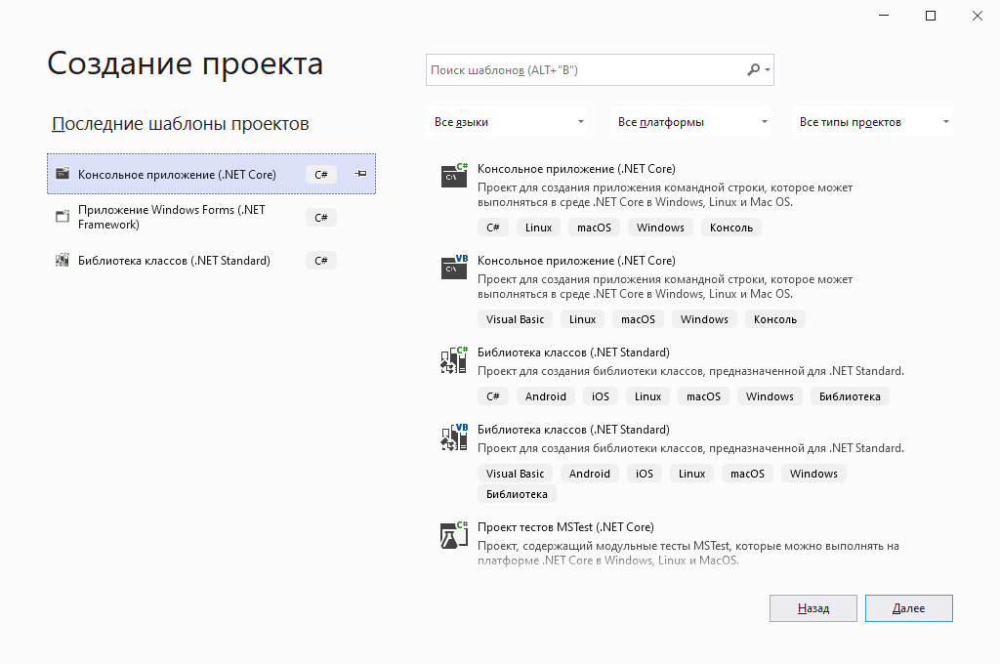 Создание проекта
Поиск шаблонов (ALT+"В")
Последние шаблоны проектов
Все языки
Все платформы
Все типы проектов
Консольное приложение (.NET Core)
C#
Приложение Windows Forms (.NET
Framework)
C#
Библиотека классов (.NET Standard)
C#
C#
C:\
Консольное приложение (.NET Core)
Проект для создания приложения командной строки, которое может
выполняться в среде .NET Core в Windows, Linux и Mac OS.
C# Linux macOS Windows Консоль
VB
C:\
Консольное приложение (.NET Core)
Проект для создания приложения командной строки, которое может
выполняться в среде .NET Core в Windows, Linux и Mac OS.
Visual Basic Linux macOS Windows Консоль
C#
Библиотека классов (.NET Standard)
Проект для создания библиотеки классов, предназначенной для .NET Standard.
C# Android iOS Linux macOS Windows Библиотека
VB
Библиотека классов (.NET Standard)
Проект для создания библиотеки классов, предназначенной для .NET Standard.
Visual Basic Android iOS Linux macOS Windows
Библиотека
C#
Проект тестов MSTest (.NET Core)
Проект, содержащий модульные тесты MSTest, которые можно выполнять на
платформе .NET Core в Windows, Linux и MacOS.
Назад
Далее